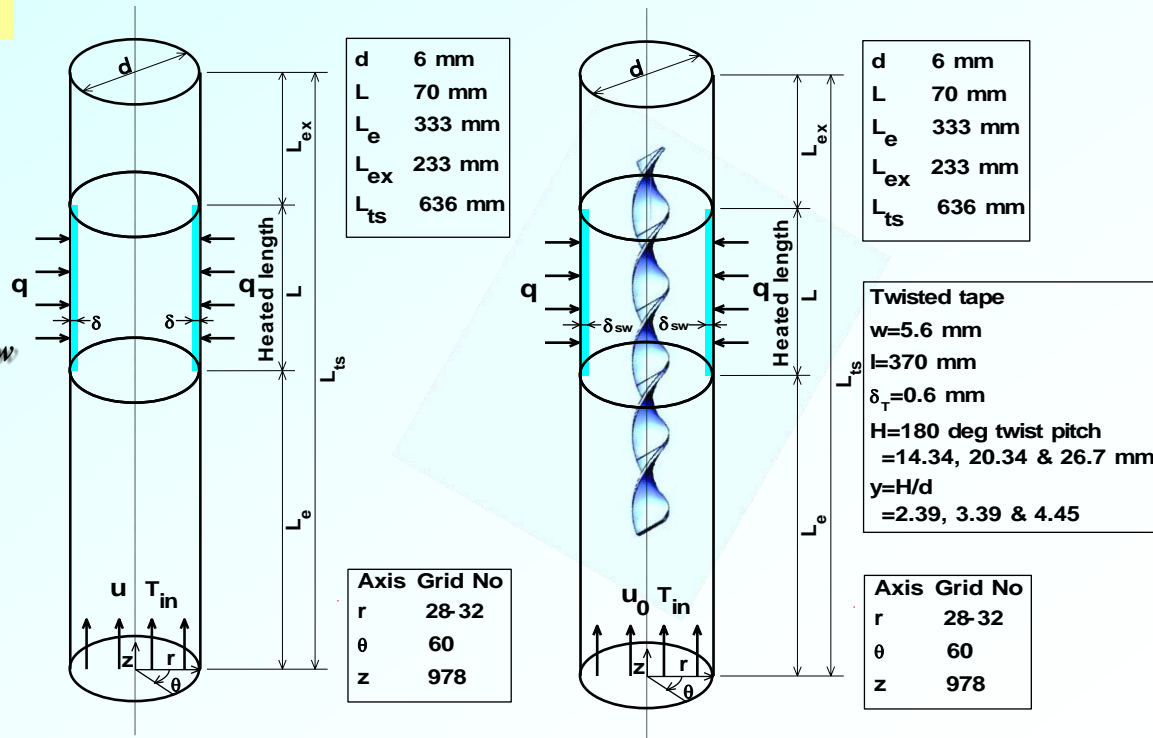 d
L_ex
d 6 mm
L 70 mm
L_e 333 mm
L_ex 233 mm
L_ts 636 mm
q
q
δ
δ
Heated length
L
L_ts
w
L_e
u T_in
z
r
θ
Axis Grid No
r 28-32
θ 60
z 978
d
L_ex
d 6 mm
L 70 mm
L_e 333 mm
L_ex 233 mm
L_ts 636 mm
q
q
δ_sw
δ_sw
Heated length
L
L_ts
L_e
Twisted tape
w=5.6 mm
l=370 mm
δ_T=0.6 mm
H=180 deg twist pitch
=14.34, 20.34 & 26.7 mm
y=H/d
=2.39, 3.39 & 4.45
u_0 T_in
z
r
θ
Axis Grid No
r 28-32
θ 60
z 978